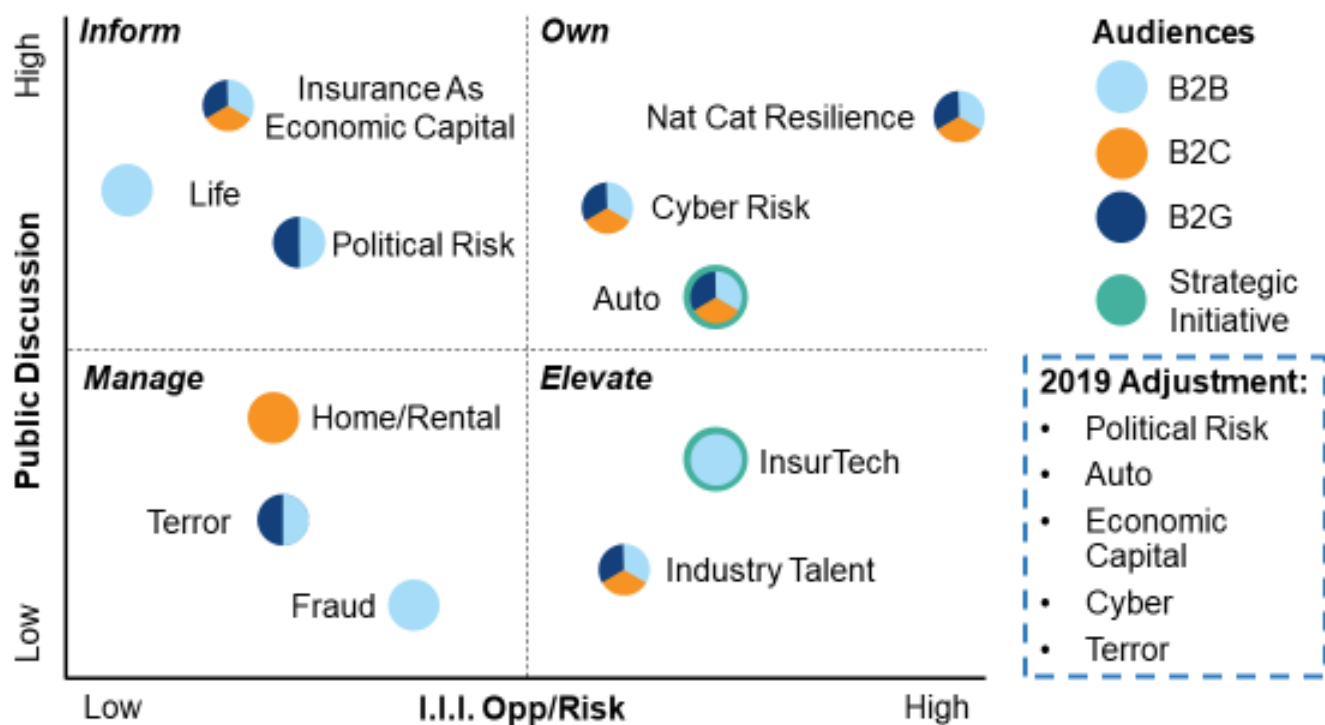 Inform
Own
Audiences
High
Insurance As
Economic Capital
Nat Cat Resilience
B2B
B2C
Life
Cyber Risk
Political Risk
B2G
Auto
Strategic
Initiative
Public Discussion
Manage
Elevate
2019 Adjustment:
Home/Rental
• Political Risk
InsurTech
• Auto
Terror
• Economic
Capital
Industry Talent
Fraud
• Cyber
Low
• Terror
Low
I.I.I. Opp/Risk
High